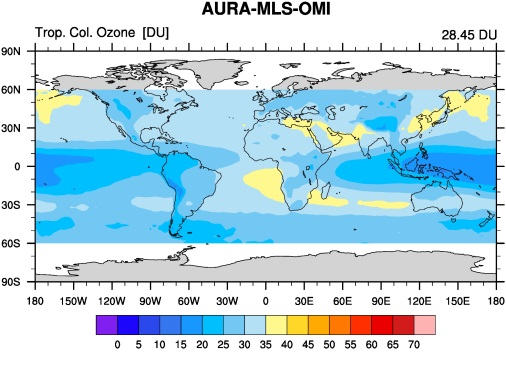 AURA-MLS-OMI
Trop. Col. Ozone [DU] 28.45 DU
90N
60N
30N
0
30S
60S
90S
180 150W 120W 90W 60W 30W 0 30E 60E 90E 120E 150E 180
0 5 10 15 20 25 30 35 40 45 50 55 60 65 70